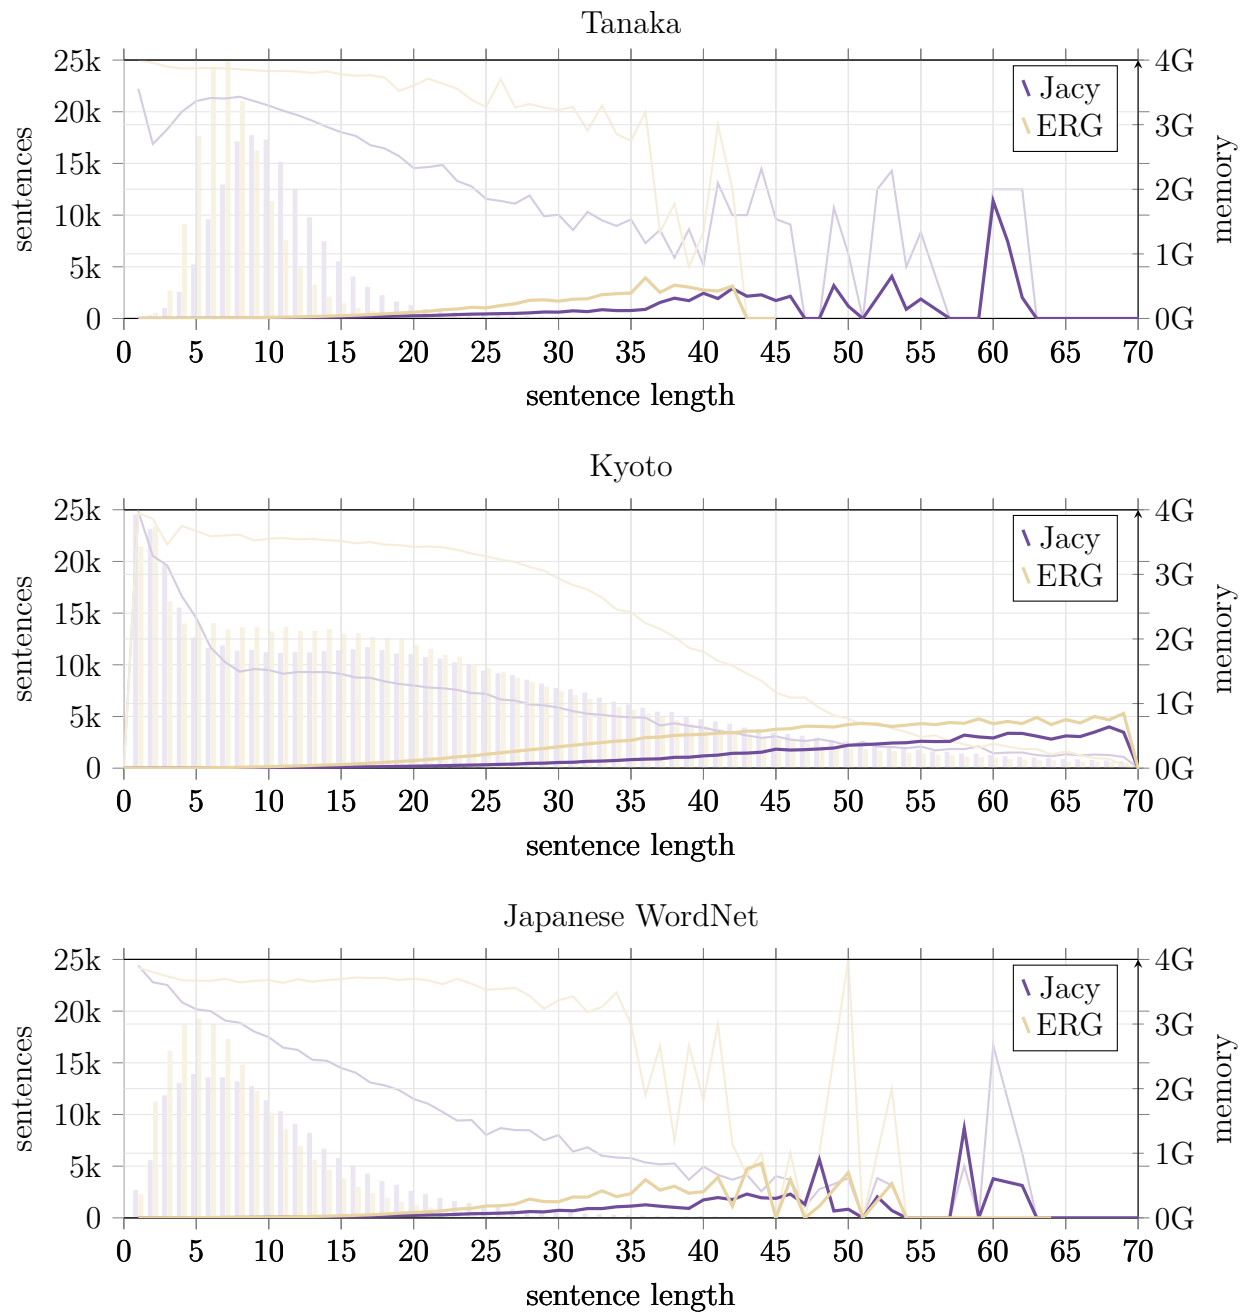 Tanaka
25k
20k
15k
10k
5k
0
sentences
4G
3G
2G
1G
0G
memory
Jacy
ERG
0 5 10 15 20 25 30 35 40 45 50 55 60 65 70
sentence length
Kyoto
25k
20k
15k
10k
5k
0
sentences
4G
3G
2G
1G
0G
memory
Jacy
ERG
0 5 10 15 20 25 30 35 40 45 50 55 60 65 70
sentence length
Japanese WordNet
25k
20k
15k
10k
5k
0
sentences
4G
3G
2G
1G
0G
memory
Jacy
ERG
0 5 10 15 20 25 30 35 40 45 50 55 60 65 70
sentence length